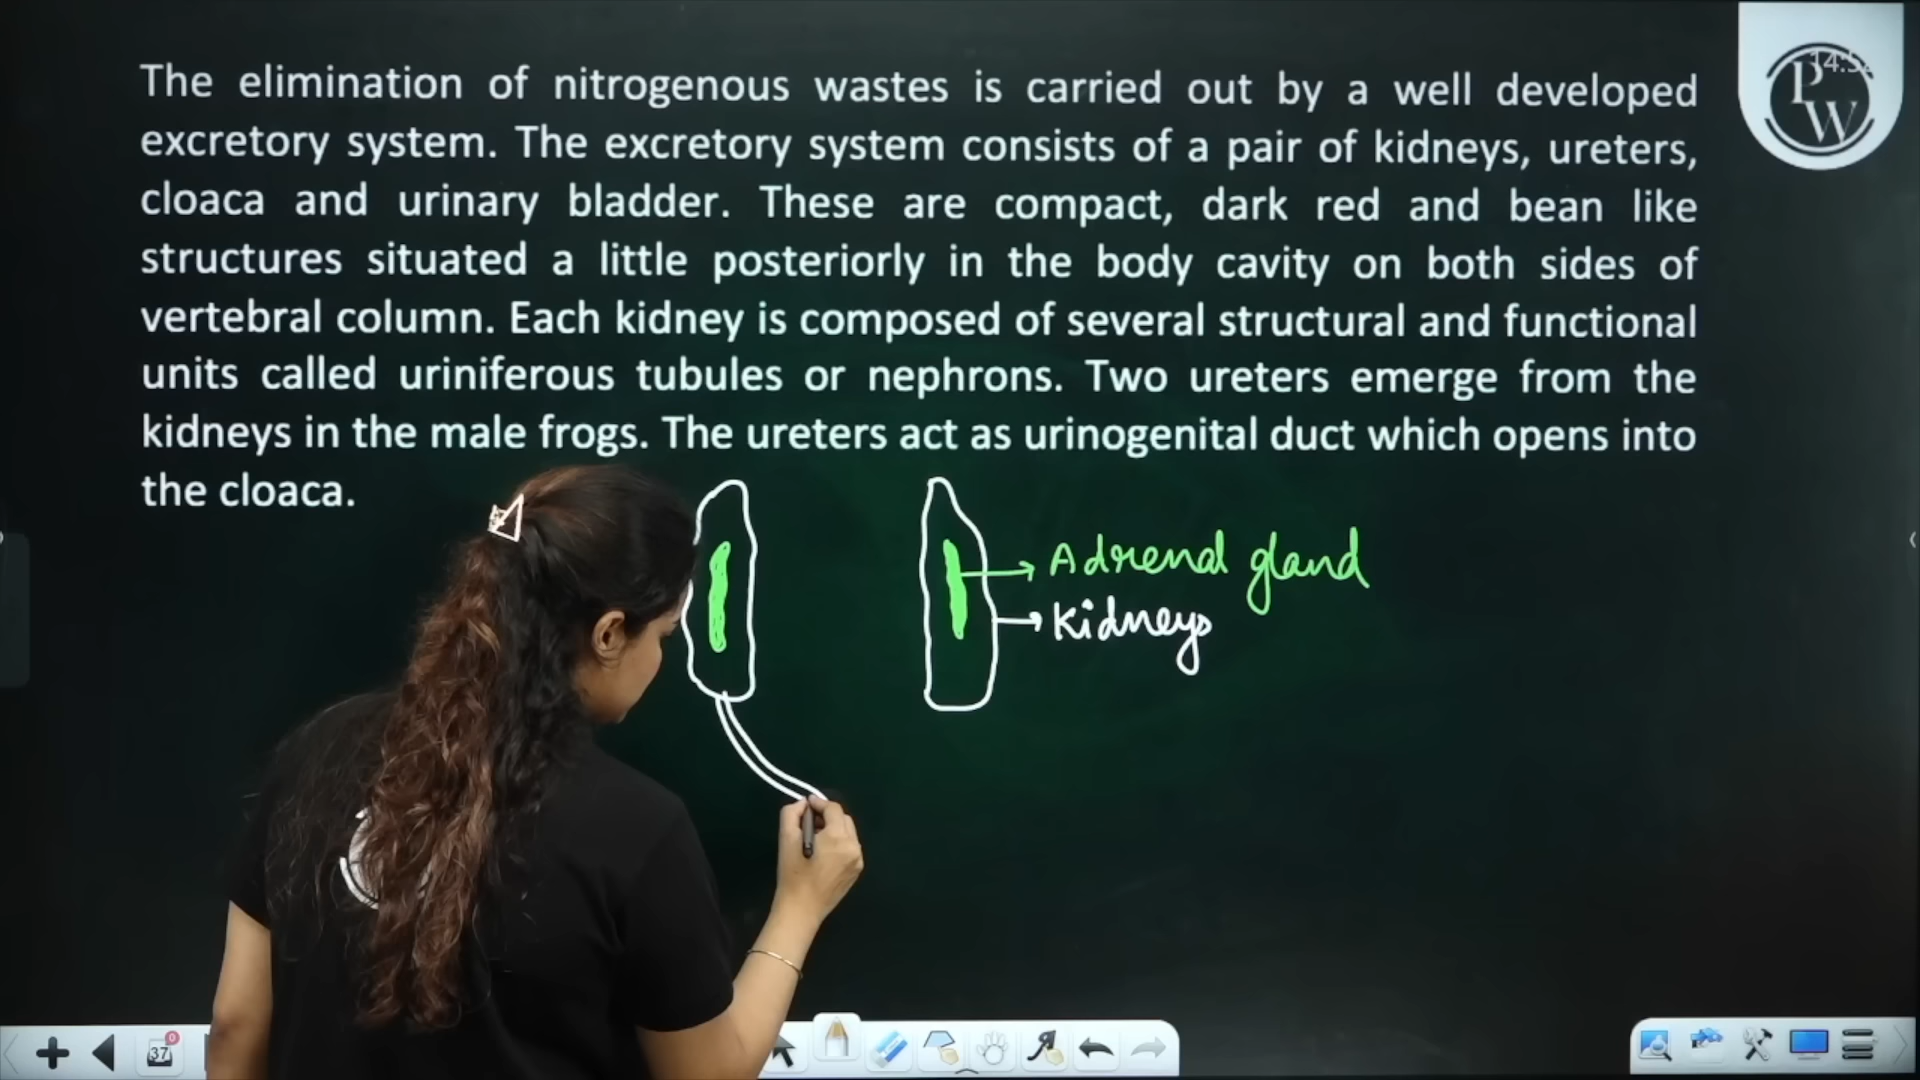 The elimination of nitrogenous wastes is carried out by a well developed
excretory system. The excretory system consists of a pair of kidneys, ureters,
cloaca and urinary bladder. These are compact, dark red and bean like
structures situated a little posteriorly in the body cavity on both sides of
vertebral column. Each kidney is composed of several structural and functional
units called uriniferous tubules or nephrons. Two ureters emerge from the
kidneys in the male frogs. The ureters act as urinogenital duct which opens into
the cloaca.
PW
Adrenal gland
Kidneys
37
0